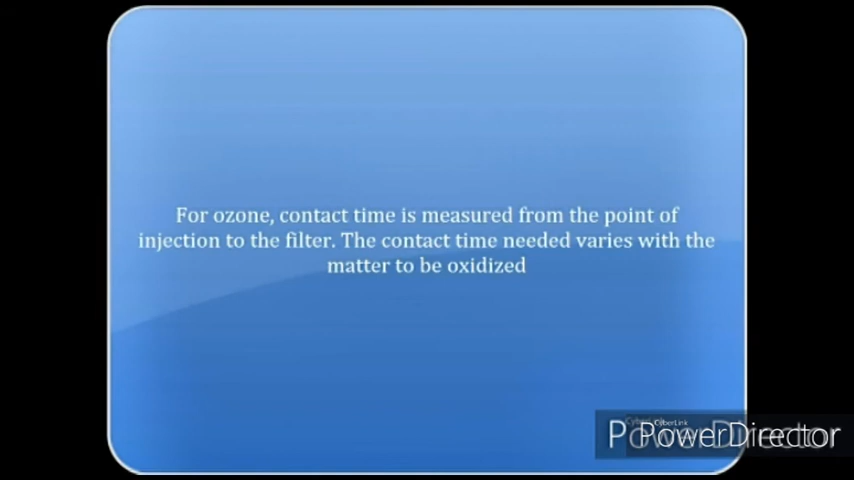 For ozone, contact time is measured from the point of
injection to the filter. The contact time needed varies with the
matter to be oxidized
CyberLink
PowerDirector